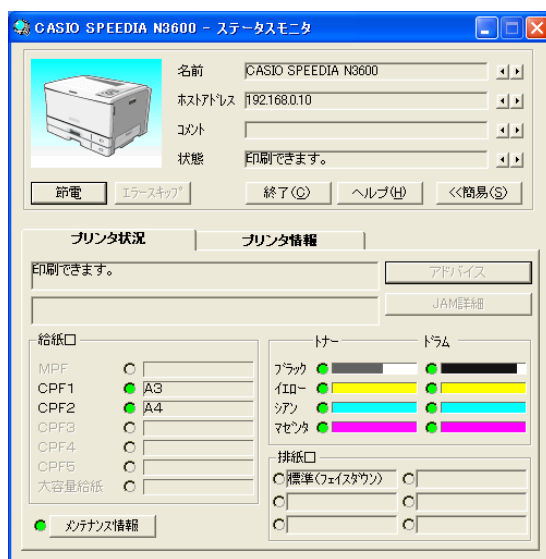 CASIO SPEEDIA N3600 - ステータスモニタ
名前 CASIO SPEEDIA N3600
ホストアドレス 192.168.0.10
コメント
状態 印刷できます。
節電 エラースキップ 終了(C) ヘルプ(H) <<簡易(S)
プリンタ状況 プリンタ情報
印刷できます。 アドバイス
JAM詳細
給紙口
MPF
CPF1 A3
CPF2 A4
CPF3
CPF4
CPF5
大容量給紙
メンテナンス情報
トナー ドラム
ブラック
イエロー
シアン
マゼンタ
排紙口
標準(フェイスダウン)